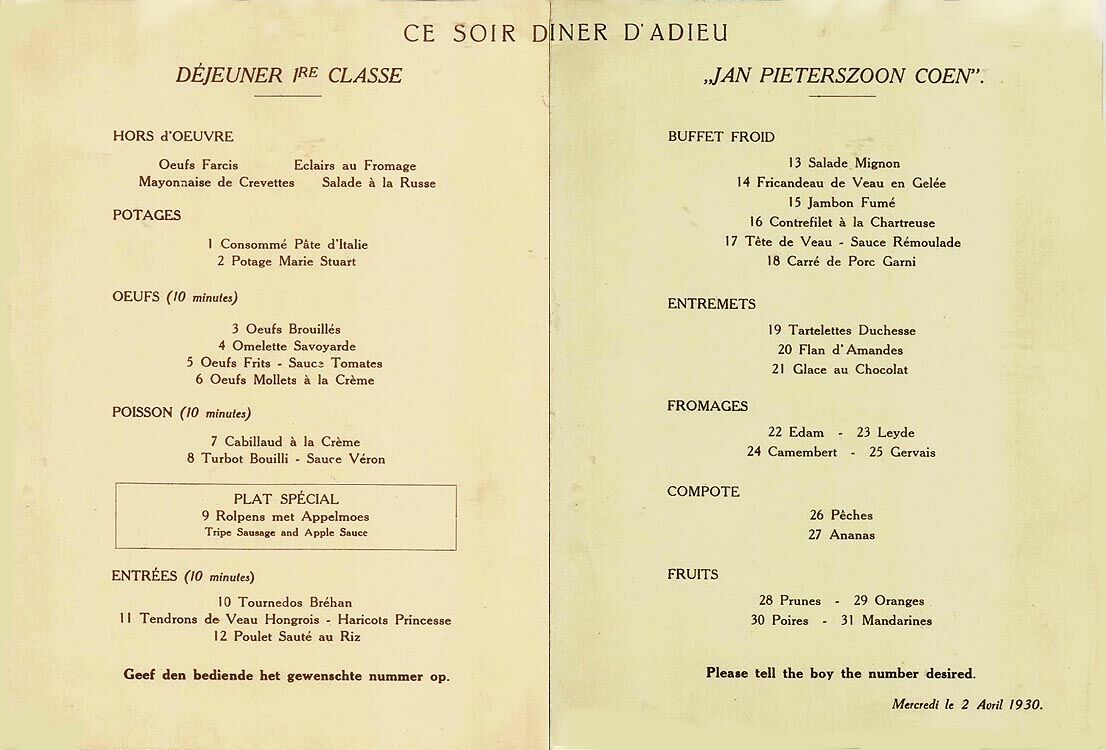 CE SOIR DINER D'ADIEU
DÉJEUNER 1RE CLASSE
HORS d'OEUVRE
Oeufs Farcis Eclairs au Fromage
Mayonnaise de Crevettes Salade à la Russe
POTAGES
1 Consommé Pâte d'Italie
2 Potage Marie Stuart
OEUFS (10 minutes)
3 Oeufs Brouillés
4 Omelette Savoyarde
5 Oeufs Frits - Sauce Tomates
6 Oeufs Mollets à la Crème
POISSON (10 minutes)
7 Cabillaud à la Crème
8 Turbot Bouilli - Sauce Véron
PLAT SPÉCIAL
9 Rolpens met Appelmoes
Tripe Sausage and Apple Sauce
ENTRÉES (10 minutes)
10 Tournedos Bréhan
11 Tendrons de Veau Hongrois - Haricots Princesse
12 Poulet Sauté au Riz
Geef den bediende het gewenschte nummer op.
„JAN PIETERSZOON COEN".
BUFFET FROID
13 Salade Mignon
14 Fricandeau de Veau en Gelée
15 Jambon Fumé
16 Contrefilet à la Chartreuse
17 Tête de Veau - Sauce Rémoulade
18 Carré de Porc Garni
ENTREMETS
19 Tartelettes Duchesse
20 Flan d'Amandes
21 Glace au Chocolat
FROMAGES
22 Edam - 23 Leyde
24 Camembert - 25 Gervais
COMPOTE
26 Pêches
27 Ananas
FRUITS
28 Prunes - 29 Oranges
30 Poires - 31 Mandarines
Please tell the boy the number desired.
Mercredi le 2 Avril 1930.